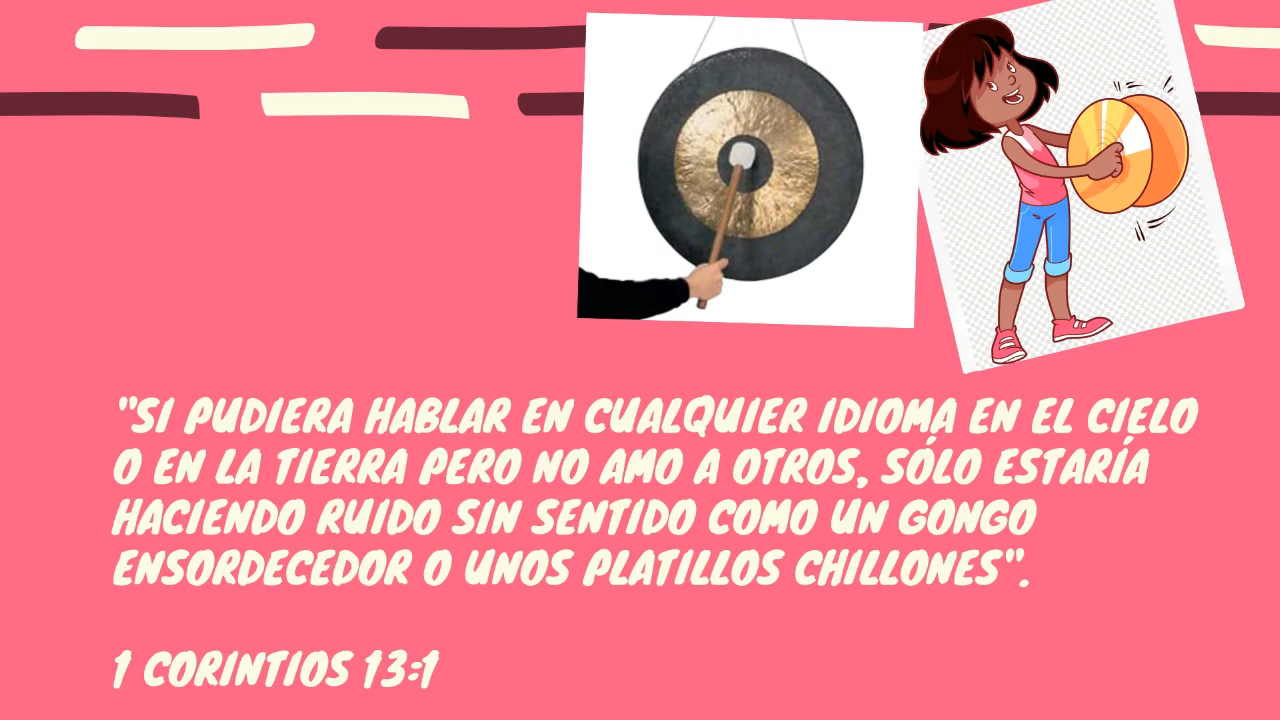 "SI PUDIERA HABLAR EN CUALQUIER IDIOMA EN EL CIELO
O EN LA TIERRA PERO NO AMO A OTROS, SÓLO ESTARÍA
HACIENDO RUIDO SIN SENTIDO COMO UN GONGO
ENSORDECEDOR O UNOS PLATILLOS CHILLONES".
1 CORINTIOS 13:1